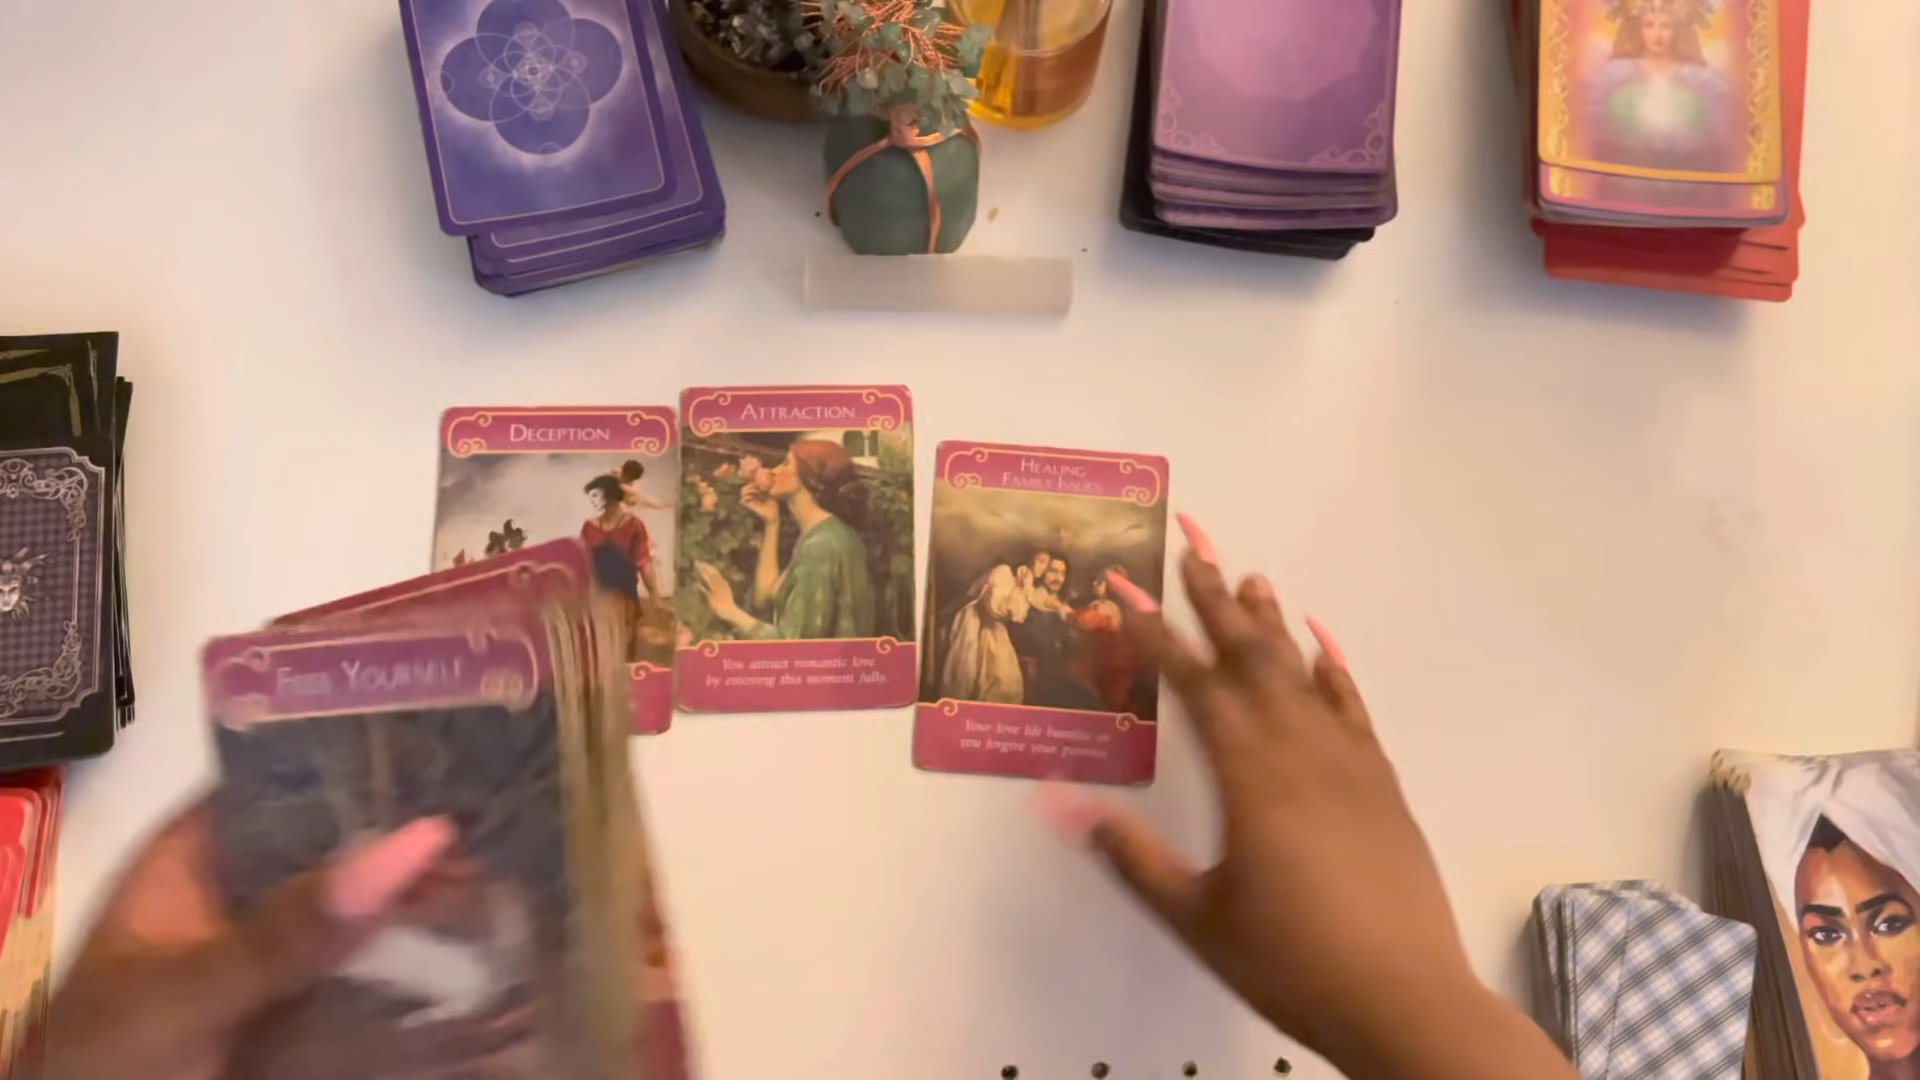 DECEPTION
ATTRACTION
You attract romantic love
by entering this moment fully.
HEALING
FAMILY ISSUES
Your love life benefits as
you forgive your parents.
FREE YOURSELF